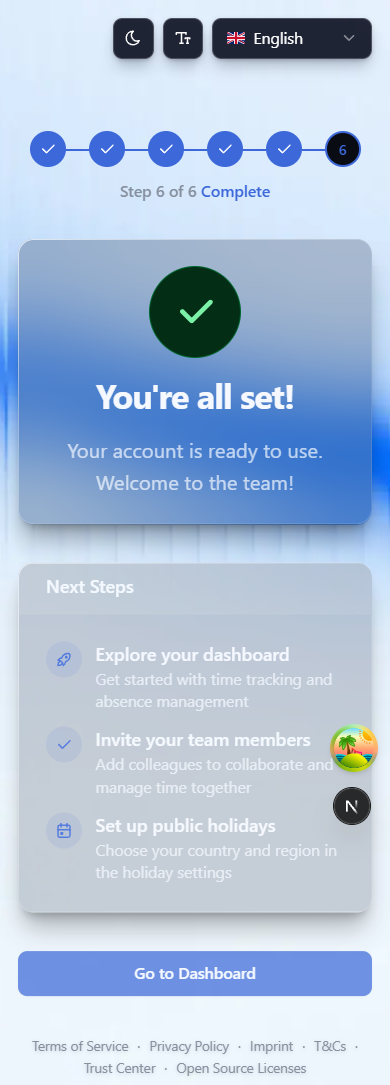 English
6
Step 6 of 6 Complete
You're all set!
Your account is ready to use.
Welcome to the team!
Next Steps
Explore your dashboard
Get started with time tracking and
absence management
Invite your team members
Add colleagues to collaborate and
manage time together
Set up public holidays
Choose your country and region in
the holiday settings
N
Go to Dashboard
Terms of Service · Privacy Policy · Imprint · T&Cs ·
Trust Center · Open Source Licenses